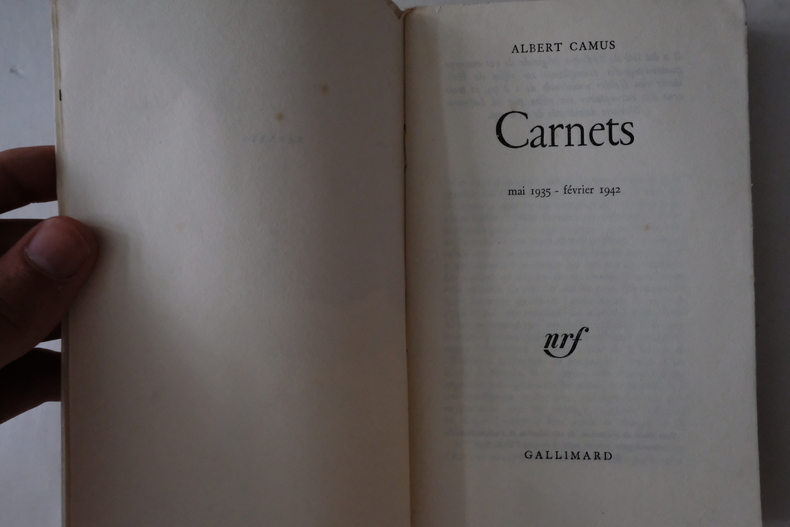 ALBERT CAMUS
Carnets
mai 1935 - février 1942
nrf
GALLIMARD